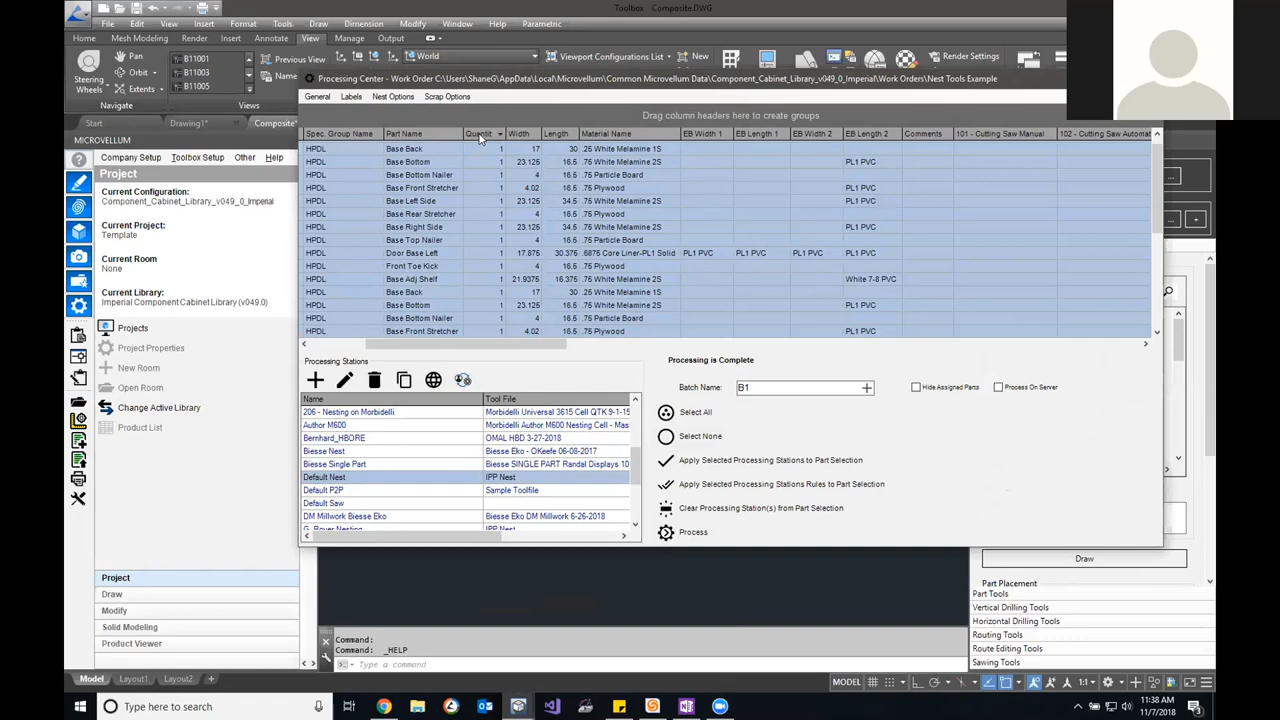 Toolbox   Composite.DWG
File Edit View Insert Format Tools Draw Dimension Modify Window Help Parametric
Home Mesh Modeling Insert Annotate View Manage Output
Pan
Orbit
Extents
Steering
Wheels
Navigate
B11001
B11003
B11005
Views
Previous View
World
Viewport Configurations List
New
Render Settings
Name
Start Drawing1* Composite*
Processing Center - Work Order C:\Users\ShaneG\AppData\Local\Microvellum\Common Microvellum Data\Component_Cabinet_Library_v049_0_Imperial\Work Orders\Nest Tools Example
General Labels Nest Options Scrap Options
Drag column headers here to create groups
Spec. Group Name Part Name Quantit Width Length Material Name EB Width 1 EB Length 1 EB Width 2 EB Length 2 Comments 101 - Cutting Saw Manual 102 - Cutting Saw Automat
HPDL Base Back 1 17 30 .25 White Melamine 1S
HPDL Base Bottom 1 23.125 16.5 .75 White Melamine 2S PL1 PVC
HPDL Base Bottom Nailer 1 4 16.5 .75 Particle Board
HPDL Base Front Stretcher 1 4.02 16.5 .75 Plywood PL1 PVC
HPDL Base Left Side 1 23.125 34.5 .75 White Melamine 2S PL1 PVC
HPDL Base Rear Stretcher 1 4 16.5 .75 Plywood
HPDL Base Right Side 1 23.125 34.5 .75 White Melamine 2S PL1 PVC
HPDL Base Top Nailer 1 4 16.5 .75 Particle Board
HPDL Door Base Left 1 17.875 30.375 .6875 Core Liner-PL1 Solid PL1 PVC PL1 PVC PL1 PVC PL1 PVC
HPDL Front Toe Kick 1 4 16.5 .75 Plywood
HPDL Base Adj Shelf 1 21.9375 16.375 .75 White Melamine 2S White 7-8 PVC
HPDL Base Back 1 17 30 .25 White Melamine 1S
HPDL Base Bottom 1 23.125 16.5 .75 White Melamine 2S PL1 PVC
HPDL Base Bottom Nailer 1 4 16.5 .75 Particle Board
HPDL Base Front Stretcher 1 4.02 16.5 .75 Plywood PL1 PVC
MICROVELLUM
Company Setup Toolbox Setup Other Help
Project
Current Configuration:
Component_Cabinet_Library_v049_0_Imperial
Current Project:
Template
Current Room
None
Current Library:
Imperial Component Cabinet Library (v049.0)
Projects
Project Properties
New Room
Open Room
Change Active Library
Product List
Project
Draw
Modify
Solid Modeling
Product Viewer
Processing Stations
Name Tool File
206 - Nesting on Morbidelli Morbidelli Universal 3615 Cell QTK 9-1-15
Author M600 Morbidelli Author M600 Nesting Cell - Mas
Bernhard_HBORE OMAL HBD 3-27-2018
Biesse Nest Biesse Eko - OKeefe 06-08-2017
Biesse Single Part Biesse SINGLE PART Randal Displays 10
Default Nest IPP Nest
Default P2P Sample Toolfile
Default Saw
DM Millwork Biesse Eko Biesse Eko DM Millwork 6-26-2018
G. Rover Nesting IPP Nest
Processing is Complete
Batch Name: B1
Hide Assigned Parts Process On Server
Select All
Select None
Apply Selected Processing Stations to Part Selection
Apply Selected Processing Stations Rules to Part Selection
Clear Processing Station(s) from Part Selection
Process
Draw
Part Placement
Part Tools
Vertical Drilling Tools
Horizontal Drilling Tools
Routing Tools
Route Editing Tools
Sawing Tools
Command:
Command: _HELP
Type a command
Model Layout1 Layout2 +
MODEL 1:1
Type here to search
11:38 AM
11/7/2018